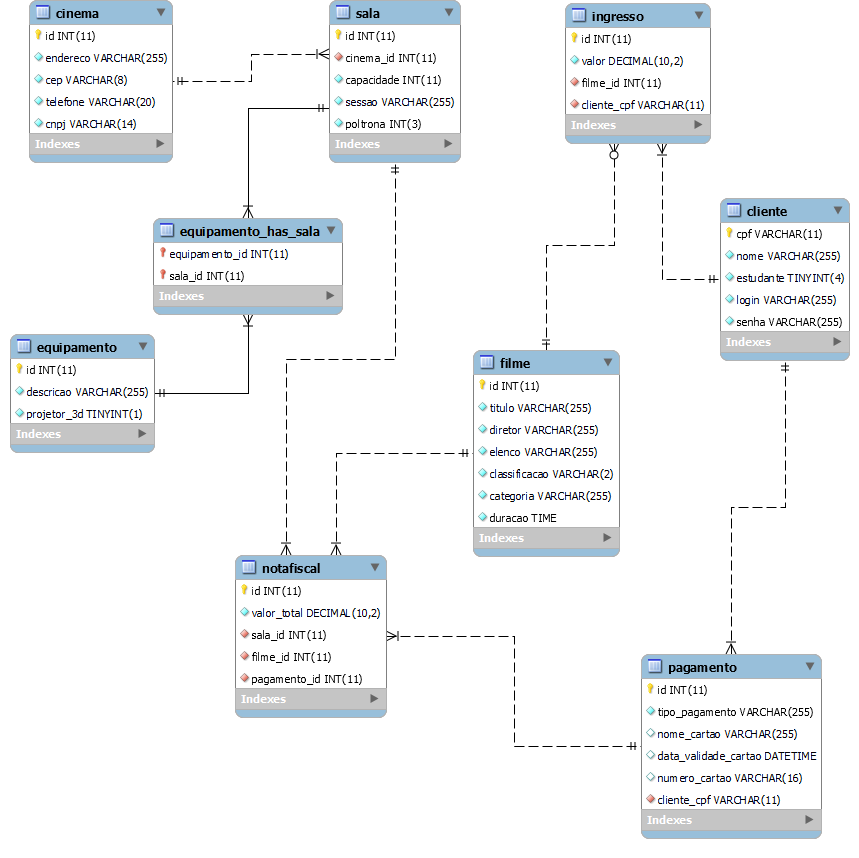 cinema
id INT(11)
endereco VARCHAR(255)
cep VARCHAR(8)
telefone VARCHAR(20)
cnpj VARCHAR(14)
Indexes
sala
id INT(11)
cinema_id INT(11)
capacidade INT(11)
sessao VARCHAR(255)
poltrona INT(3)
Indexes
ingresso
id INT(11)
valor DECIMAL(10,2)
filme_id INT(11)
cliente_cpf VARCHAR(11)
Indexes
cliente
cpf VARCHAR(11)
nome VARCHAR(255)
estudante TINYINT(4)
login VARCHAR(255)
senha VARCHAR(255)
Indexes
equipamento_has_sala
equipamento_id INT(11)
sala_id INT(11)
Indexes
equipamento
id INT(11)
descricao VARCHAR(255)
projetor_3d TINYINT(1)
Indexes
filme
id INT(11)
titulo VARCHAR(255)
diretor VARCHAR(255)
elenco VARCHAR(255)
classificacao VARCHAR(2)
categoria VARCHAR(255)
duracao TIME
Indexes
notafiscal
id INT(11)
valor_total DECIMAL(10,2)
sala_id INT(11)
filme_id INT(11)
pagamento_id INT(11)
Indexes
pagamento
id INT(11)
tipo_pagamento VARCHAR(255)
nome_cartao VARCHAR(255)
data_validade_cartao DATETIME
numero_cartao VARCHAR(16)
cliente_cpf VARCHAR(11)
Indexes